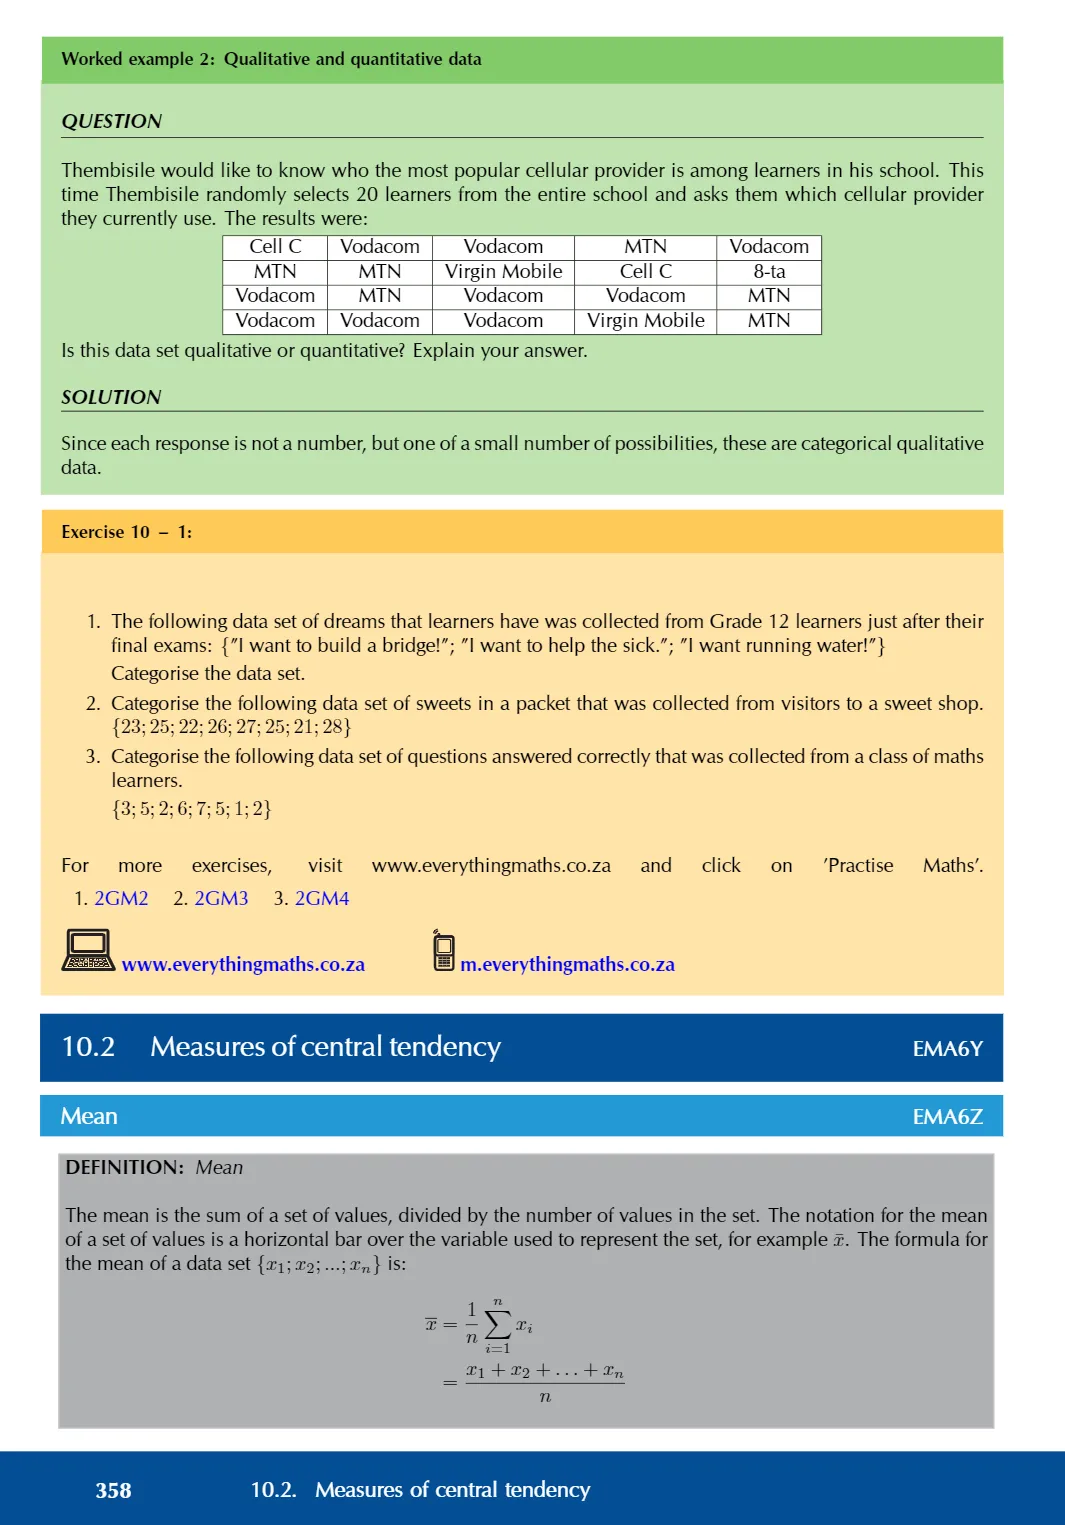 Worked example 2: Qualitative and quantitative data
QUESTION
Thembisile would like to know who the most popular cellular provider is among learners in his school. This
time Thembisile randomly selects 20 learners from the entire school and asks them which cellular provider
they currently use. The results were:
Cell C Vodacom Vodacom MTN Vodacom
MTN MTN Virgin Mobile Cell C 8-ta
Vodacom MTN Vodacom Vodacom MTN
Vodacom Vodacom Vodacom Virgin Mobile MTN
Is this data set qualitative or quantitative? Explain your answer.
SOLUTION
Since each response is not a number, but one of a small number of possibilities, these are categorical qualitative
data.
Exercise 10 – 1:
1. The following data set of dreams that learners have was collected from Grade 12 learners just after their
final exams: {"I want to build a bridge!"; "I want to help the sick."; "I want running water!"}
Categorise the data set.
2. Categorise the following data set of sweets in a packet that was collected from visitors to a sweet shop.
{23; 25; 22; 26; 27; 25; 21; 28}
3. Categorise the following data set of questions answered correctly that was collected from a class of maths
learners.
{3; 5; 2; 6; 7; 5; 1; 2}
For more exercises, visit www.everythingmaths.co.za and click on 'Practise Maths'.
1. 2GM2 2. 2GM3 3. 2GM4
www.everythingmaths.co.za m.everythingmaths.co.za
10.2 Measures of central tendency EMA6Y
Mean EMA6Z
DEFINITION: Mean
The mean is the sum of a set of values, divided by the number of values in the set. The notation for the mean
of a set of values is a horizontal bar over the variable used to represent the set, for example x̄. The formula for
the mean of a data set {x₁; x₂; ...; xₙ} is:
x̄ = 1/n ∑ᵢ₌₁ⁿ xᵢ
= (x₁ + x₂ + . . . + xₙ)/n
358 10.2. Measures of central tendency